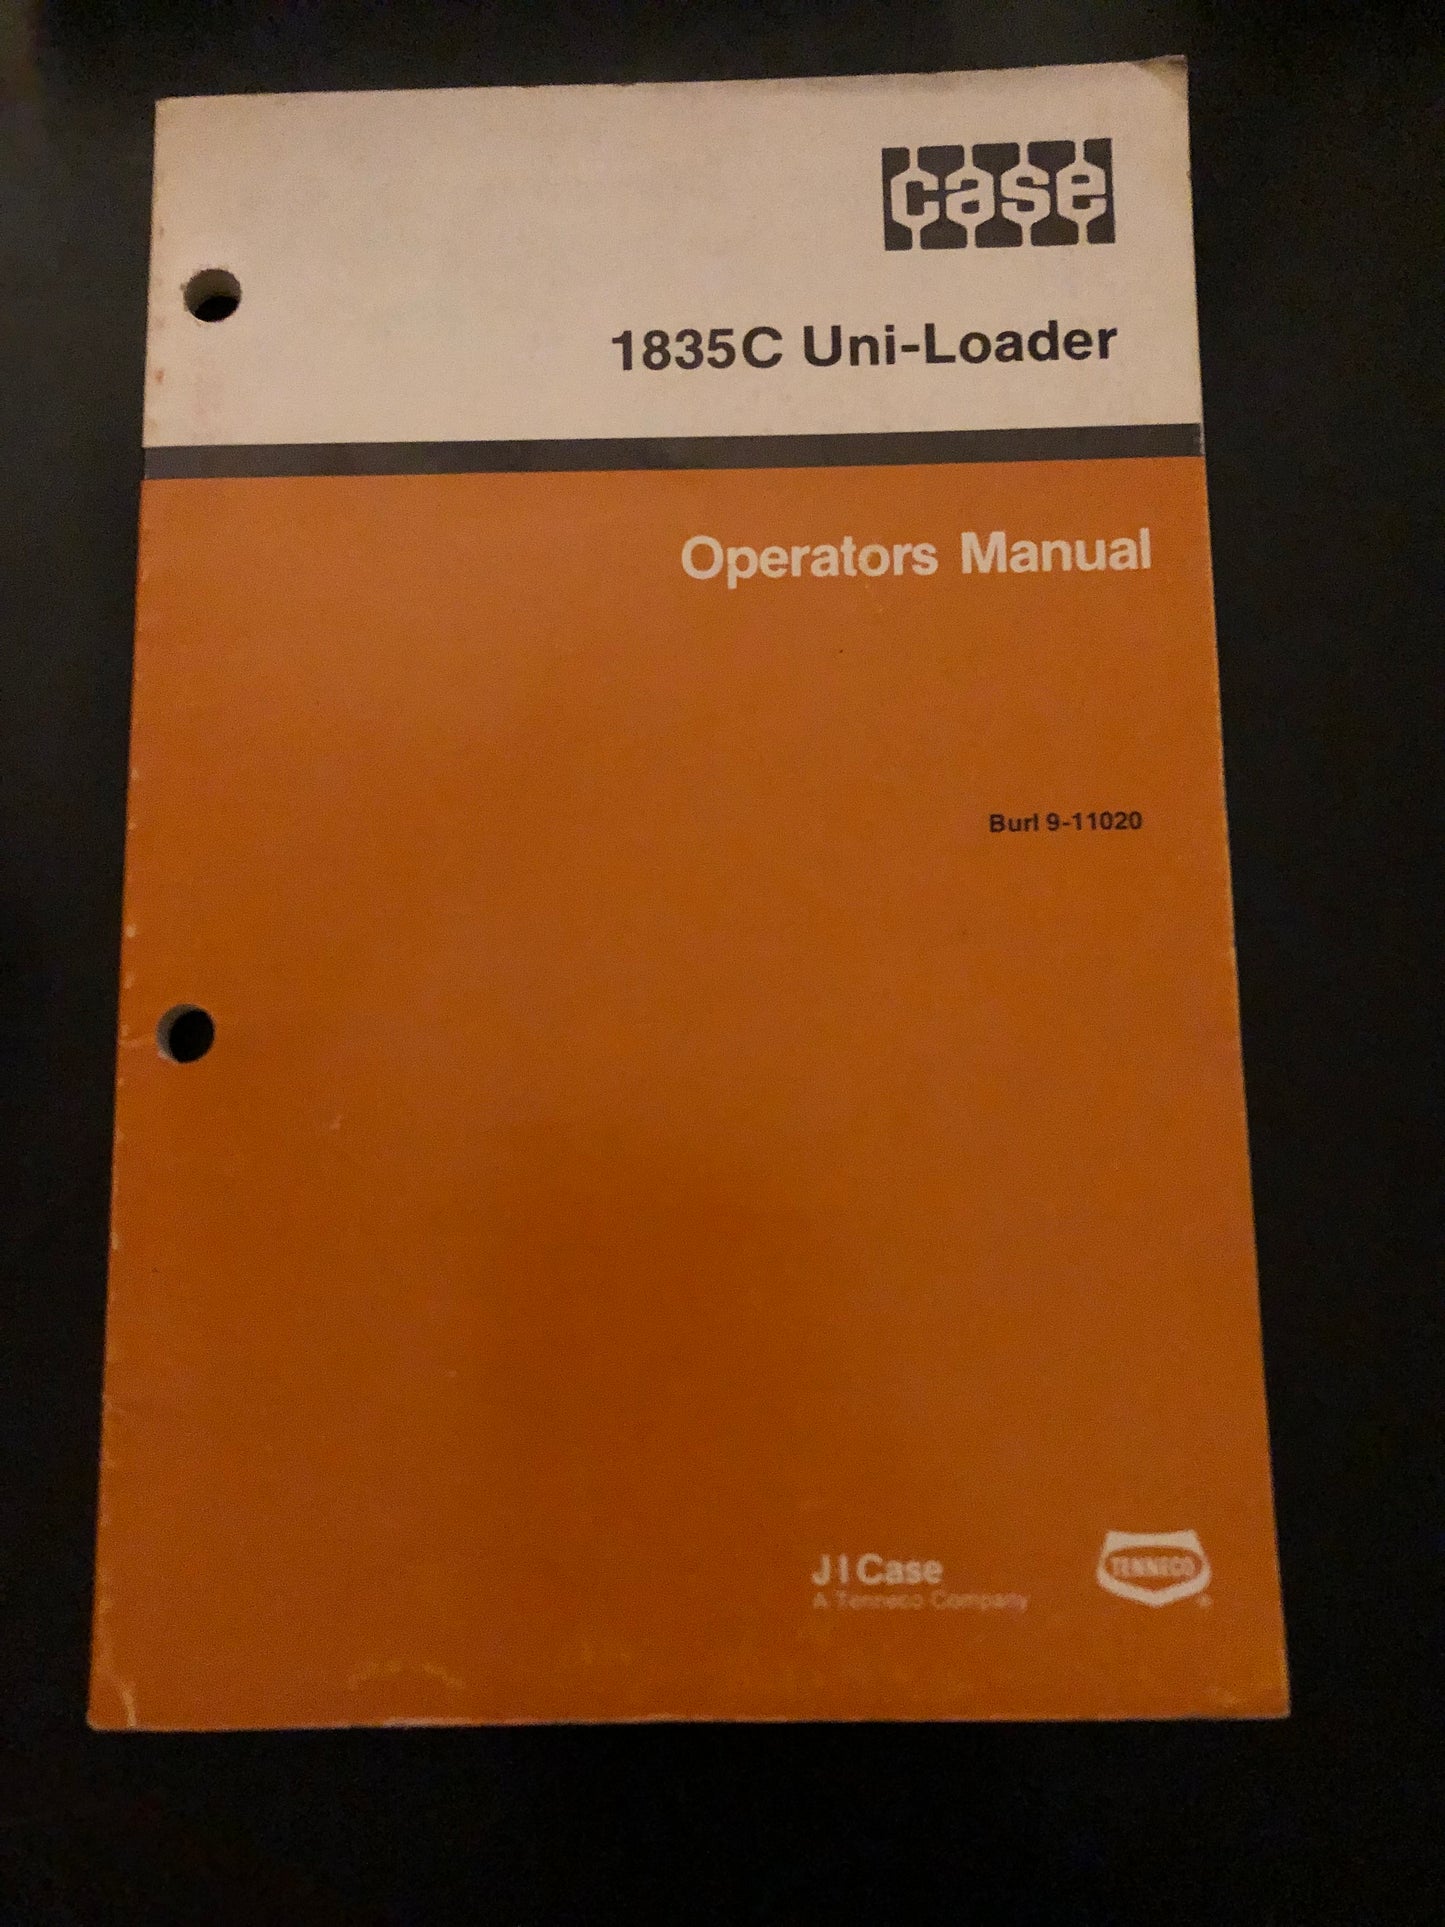 case
1835C Uni-Loader
Operators Manual
Burl 9-11020
J I Case
A Tenneco Company
TENNECO
®